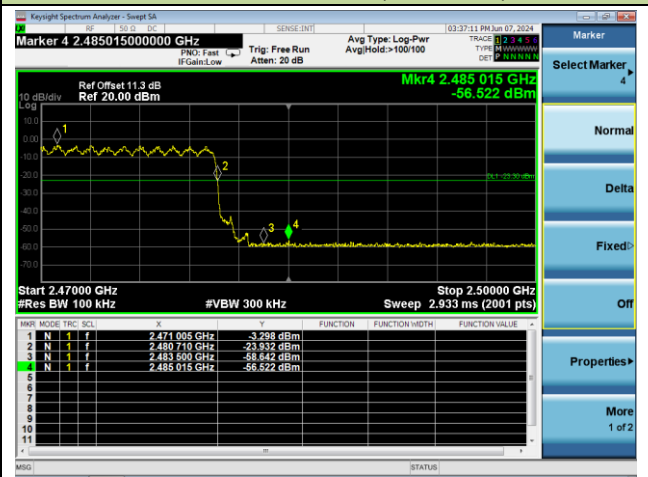 Keysight Spectrum Analyzer - Swept SA
RF 50 Ω DC SENSE:INT 03:37:11 PM Jun 07, 2024
Marker 4 2.485015000000 GHz
PNO: Fast
IFGain:Low
Trig: Free Run
Atten: 20 dB
Avg Type: Log-Pwr
Avg|Hold:>100/100
TRACE 1 2 3 4 5 6
TYPE M WWWWW
DET P N N N N N
Marker
Select Marker
4
Normal
Delta
Fixed
Off
Properties
More
1 of 2
Mkr4 2.485 015 GHz
-56.522 dBm
Ref Offset 11.3 dB
10 dB/div Ref 20.00 dBm
Log
10.0
0.00
-10.0
-20.0
-30.0
-40.0
-50.0
-60.0
-70.0
1
2
3
4
DL1 -23.30 dBm
Start 2.47000 GHz Stop 2.50000 GHz
#Res BW 100 kHz #VBW 300 kHz Sweep 2.933 ms (2001 pts)
MKR MODE TRC SCL X Y FUNCTION FUNCTION WIDTH FUNCTION VALUE
1 N 1 f 2.471 005 GHz -3.298 dBm
2 N 1 f 2.480 710 GHz -23.932 dBm
3 N 1 f 2.483 500 GHz -58.642 dBm
4 N 1 f 2.485 015 GHz -56.522 dBm
5
6
7
8
9
10
11
MSG STATUS